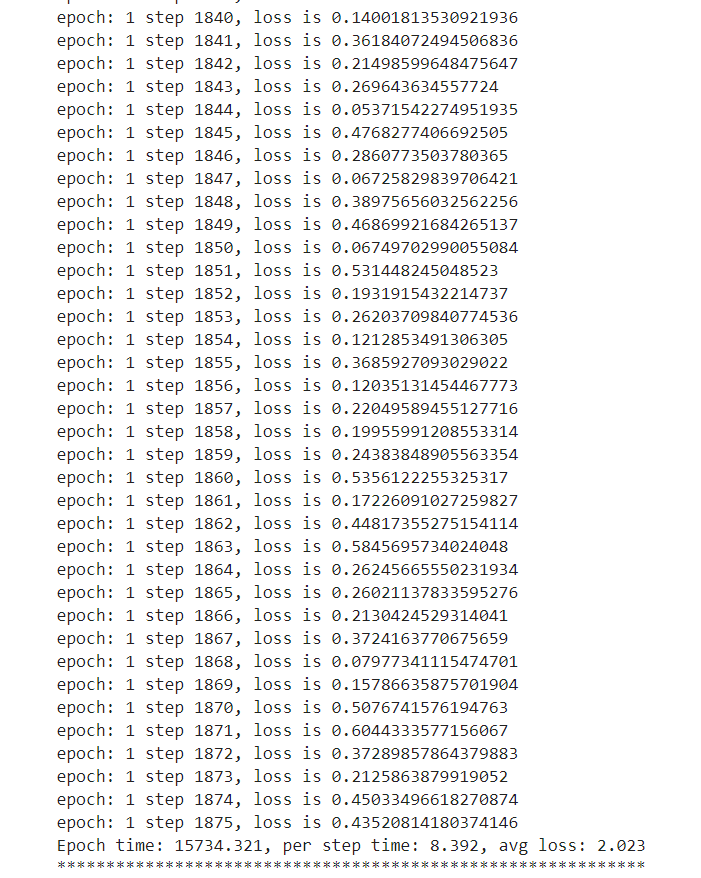 epoch: 1 step 1840, loss is 0.14001813530921936
epoch: 1 step 1841, loss is 0.36184072494506836
epoch: 1 step 1842, loss is 0.21498599648475647
epoch: 1 step 1843, loss is 0.269643634557724
epoch: 1 step 1844, loss is 0.05371542274951935
epoch: 1 step 1845, loss is 0.4768277406692505
epoch: 1 step 1846, loss is 0.2860773503780365
epoch: 1 step 1847, loss is 0.06725829839706421
epoch: 1 step 1848, loss is 0.38975656032562256
epoch: 1 step 1849, loss is 0.46869921684265137
epoch: 1 step 1850, loss is 0.06749702990055084
epoch: 1 step 1851, loss is 0.531448245048523
epoch: 1 step 1852, loss is 0.1931915432214737
epoch: 1 step 1853, loss is 0.26203709840774536
epoch: 1 step 1854, loss is 0.1212853491306305
epoch: 1 step 1855, loss is 0.3685927093029022
epoch: 1 step 1856, loss is 0.12035131454467773
epoch: 1 step 1857, loss is 0.22049589455127716
epoch: 1 step 1858, loss is 0.19955991208553314
epoch: 1 step 1859, loss is 0.24383848905563354
epoch: 1 step 1860, loss is 0.5356122255325317
epoch: 1 step 1861, loss is 0.17226091027259827
epoch: 1 step 1862, loss is 0.44817355275154114
epoch: 1 step 1863, loss is 0.5845695734024048
epoch: 1 step 1864, loss is 0.26245665550231934
epoch: 1 step 1865, loss is 0.26021137833595276
epoch: 1 step 1866, loss is 0.2130424529314041
epoch: 1 step 1867, loss is 0.3724163770675659
epoch: 1 step 1868, loss is 0.07977341115474701
epoch: 1 step 1869, loss is 0.15786635875701904
epoch: 1 step 1870, loss is 0.5076741576194763
epoch: 1 step 1871, loss is 0.6044333577156067
epoch: 1 step 1872, loss is 0.37289857864379883
epoch: 1 step 1873, loss is 0.2125863879919052
epoch: 1 step 1874, loss is 0.45033496618270874
epoch: 1 step 1875, loss is 0.43520814180374146
Epoch time: 15734.321, per step time: 8.392, avg loss: 2.023
************************************************************